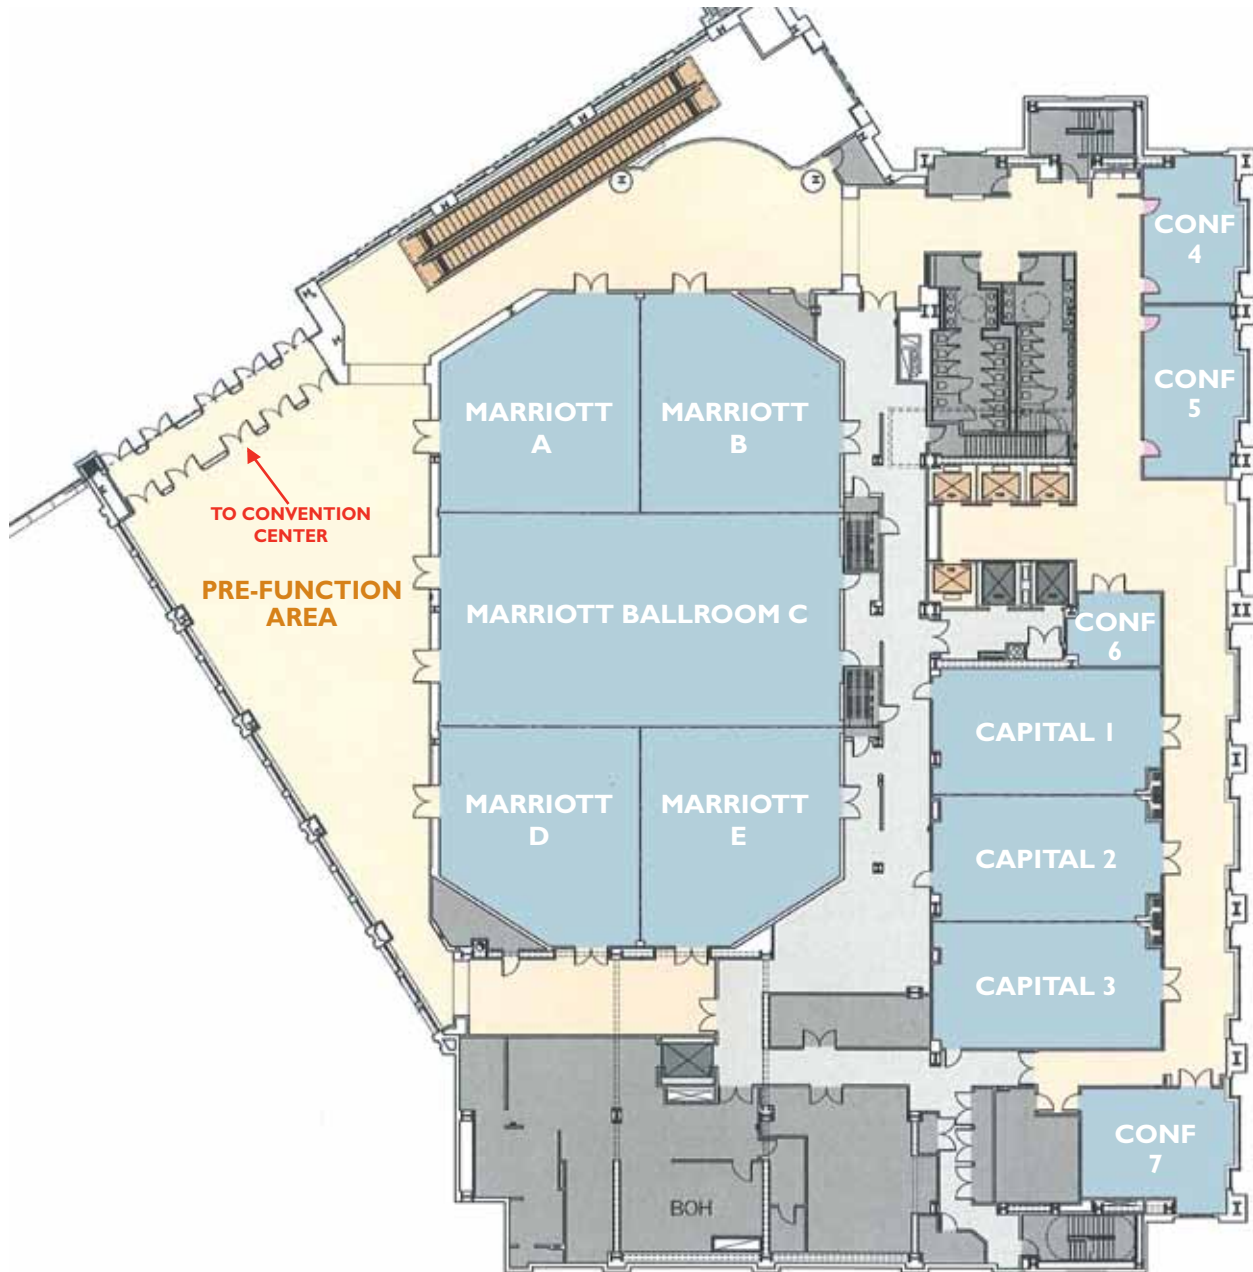 CONF
4
CONF
5
MARRIOTT
A
MARRIOTT
B
TO CONVENTION
CENTER
PRE-FUNCTION
AREA
MARRIOTT BALLROOM C
CONF
6
CAPITAL 1
MARRIOTT
D
MARRIOTT
E
CAPITAL 2
CAPITAL 3
CONF
7
BOH